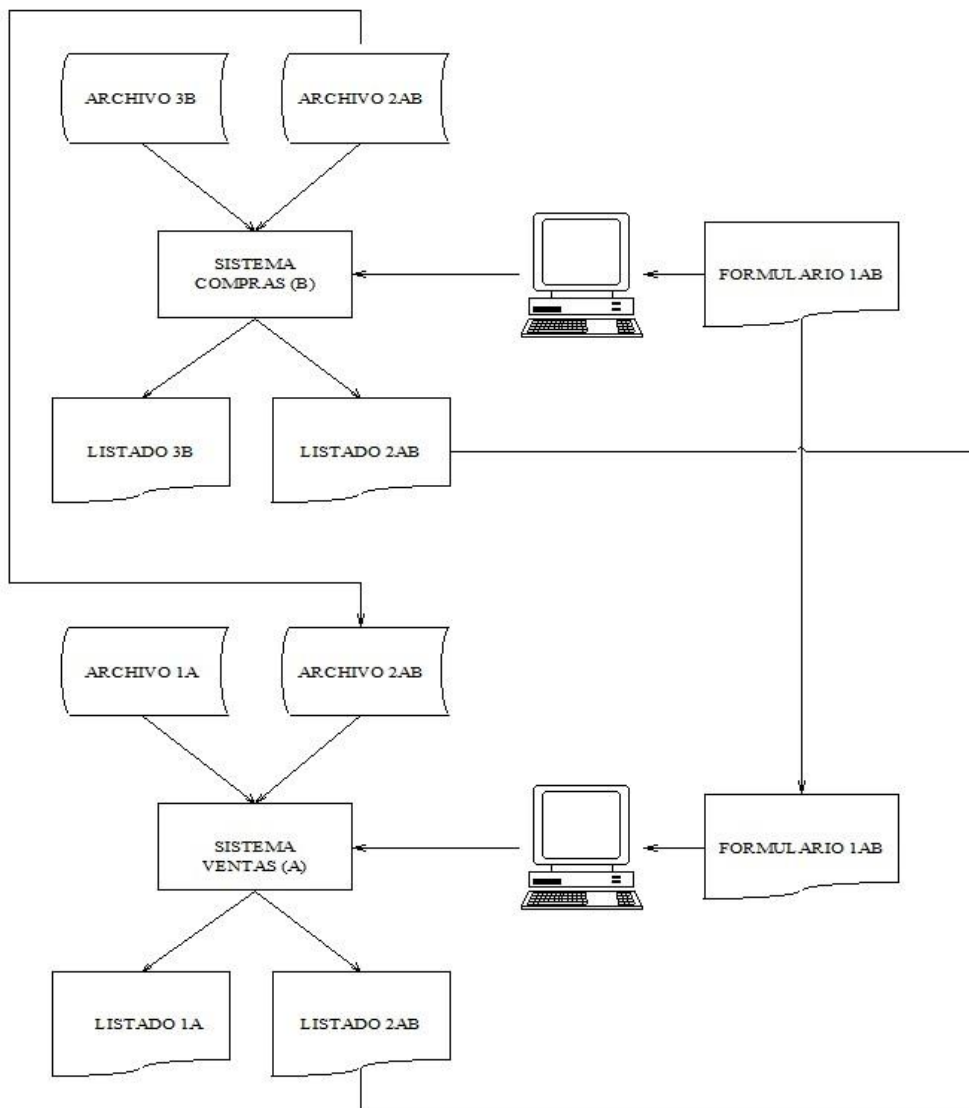 ARCHIVO 3B
ARCHIVO 2AB
SISTEMA
COMPRAS (B)
FORMULARIO 1AB
LISTADO 3B
LISTADO 2AB
ARCHIVO 1A
ARCHIVO 2AB
SISTEMA
VENTAS (A)
FORMULARIO 1AB
LISTADO 1A
LISTADO 2AB